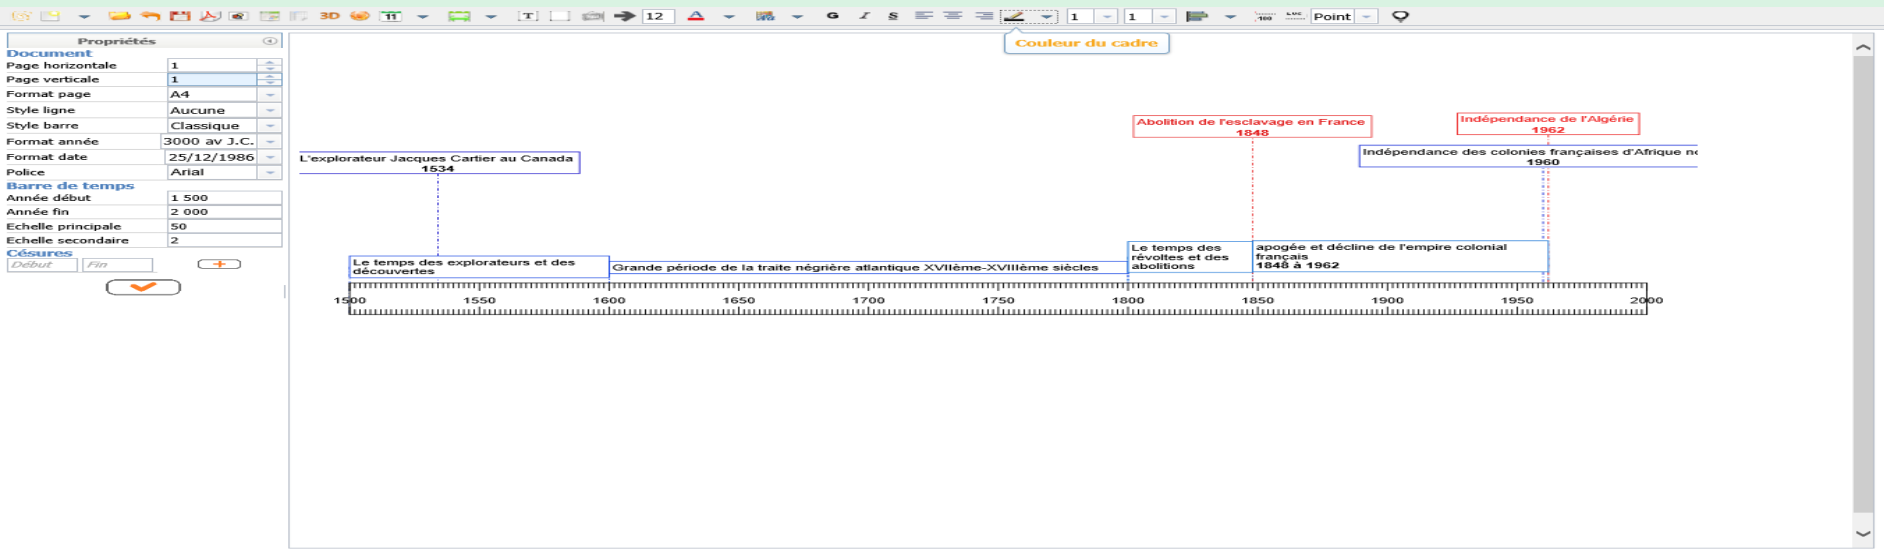 3D
11
T
12
A
G I S
1
1
.100
Point
Couleur du cadre
Propriétés
Document
Page horizontale 1
Page verticale 1
Format page A4
Style ligne Aucune
Style barre Classique
Format année 3000 av J.C.
Format date 25/12/1986
Police Arial
Barre de temps
Année début 1 500
Année fin 2 000
Echelle principale 50
Echelle secondaire 2
Césures
Début Fin
Abolition de l'esclavage en France
1848
Indépendance de l'Algérie
1962
L'explorateur Jacques Cartier au Canada
1534
Indépendance des colonies françaises d'Afrique no
1960
Le temps des explorateurs et des
découvertes
Grande période de la traite négrière atlantique XVIIème-XVIIIème siècles
Le temps des
révoltes et des
abolitions
apogée et décline de l'empire colonial
français
1848 à 1962
1500 1550 1600 1650 1700 1750 1800 1850 1900 1950 2000